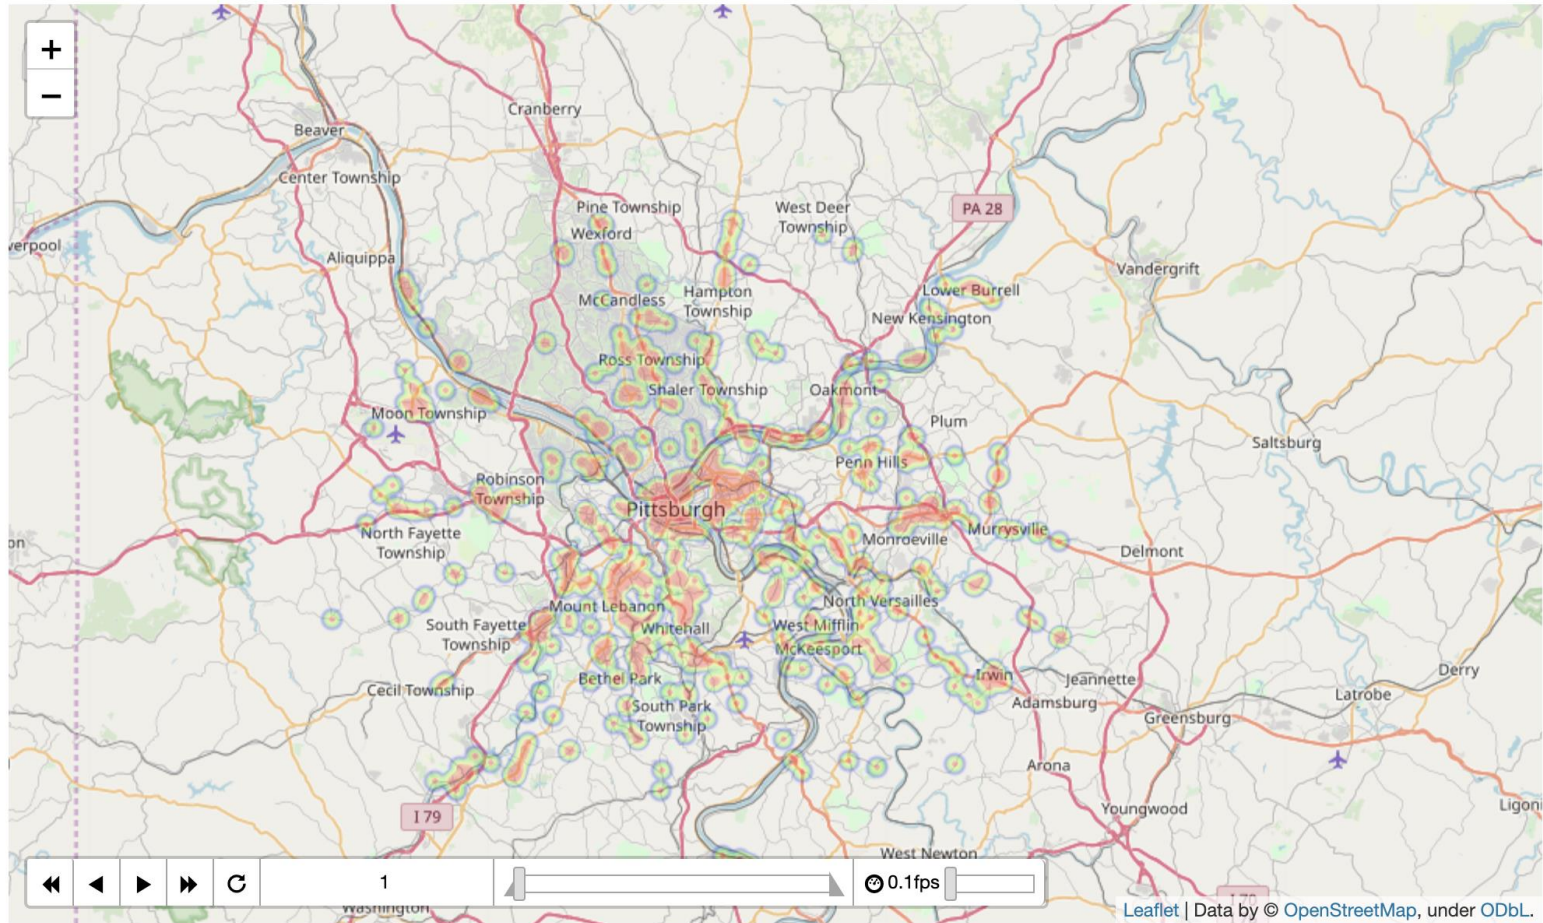 +
−
Cranberry
Beaver
Center Township
Pine Township
Wexford
West Deer
Township
PA 28
verpool
Aliquippa
Vandergrift
McCandless
Hampton
Township
Lower Burrell
New Kensington
Ross Township
Shaler Township
Oakmont
Moon Township
Plum
Saltsburg
Penn Hills
Robinson
Township
Pittsburgh
North Fayette
Township
Monroeville
Murrysville
on
Delmont
Mount Lebanon
North Versailles
South Fayette
Township
Whitehall
West Mifflin
McKeesport
Bethel Park
Cecil Township
Irwin
Jeannette
Derry
Latrobe
Adamsburg
South Park
Township
Greensburg
Arona
I 79
Youngwood
Ligoni
West Newton
1
0.1fps
Washington
I 70
Leaflet | Data by © OpenStreetMap, under ODbL.